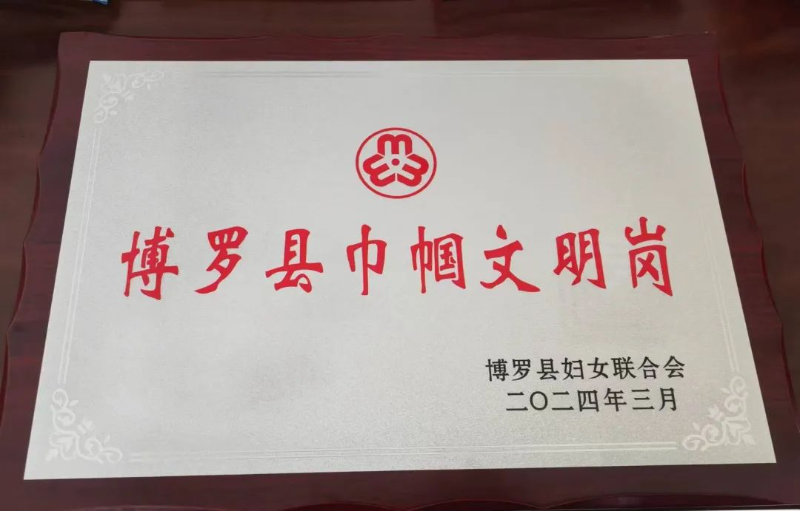 博罗县巾帼文明岗
博罗县妇女联合会
二〇二四年三月